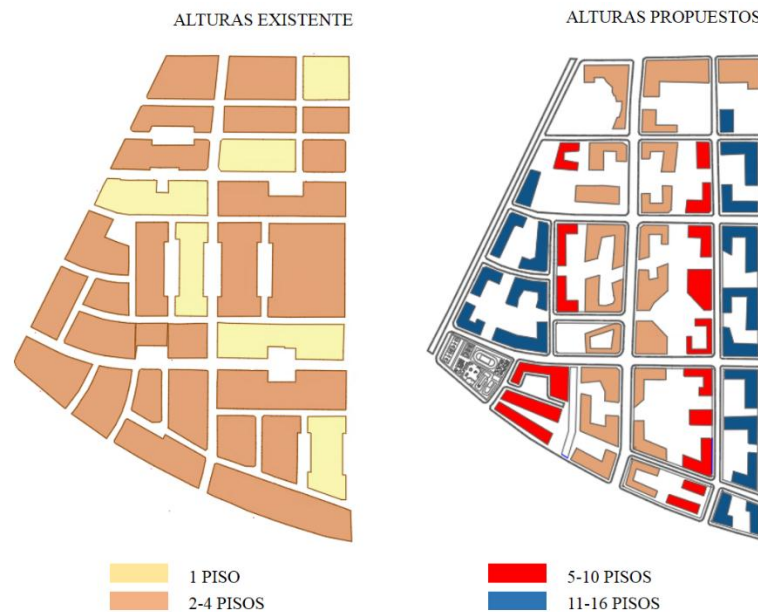 ALTURAS EXISTENTE
ALTURAS PROPUESTOS
1 PISO
2-4 PISOS
5-10 PISOS
11-16 PISOS